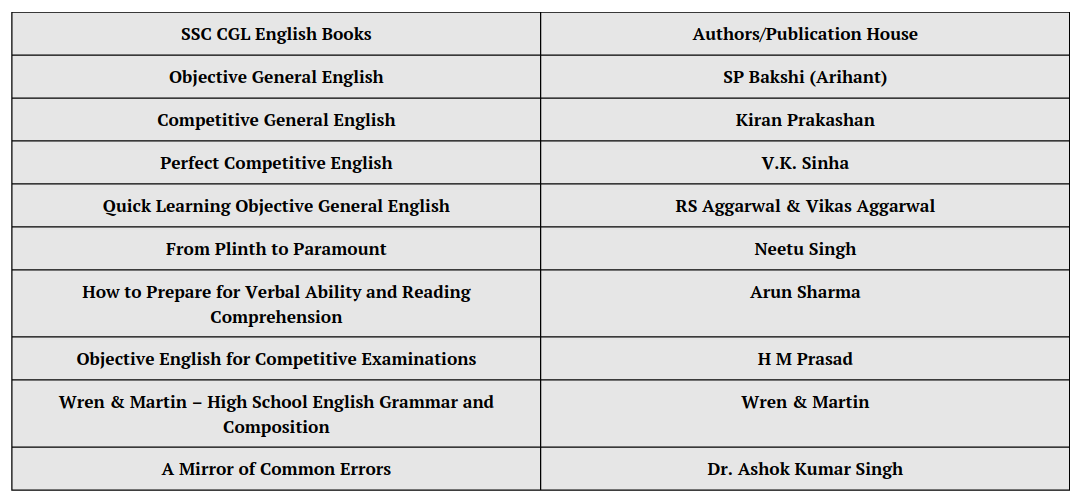 SSC CGL English Books
Authors/Publication House
Objective General English
SP Bakshi (Arihant)
Competitive General English
Kiran Prakashan
Perfect Competitive English
V.K. Sinha
Quick Learning Objective General English
RS Aggarwal & Vikas Aggarwal
From Plinth to Paramount
Neetu Singh
How to Prepare for Verbal Ability and Reading
Comprehension
Arun Sharma
Objective English for Competitive Examinations
H M Prasad
Wren & Martin – High School English Grammar and
Composition
Wren & Martin
A Mirror of Common Errors
Dr. Ashok Kumar Singh